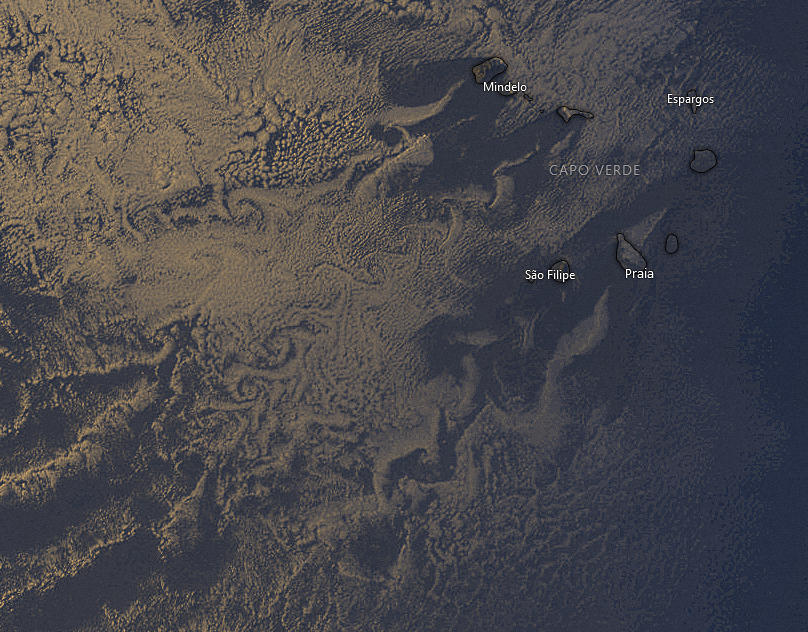 Mindelo
Espargos
CAPO VERDE
São Filipe
Praia